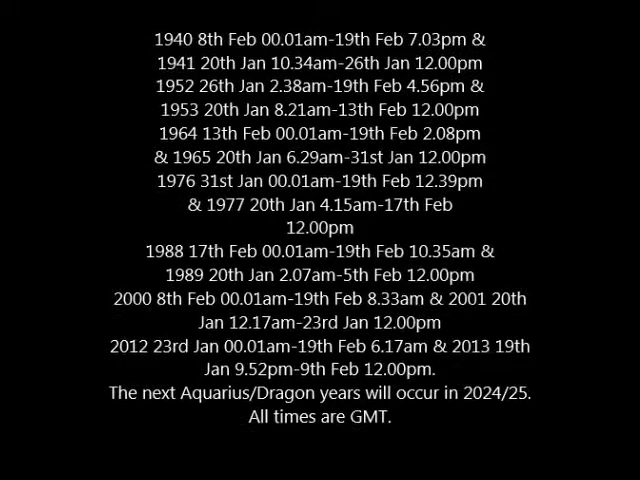 1940 8th Feb 00.01am-19th Feb 7.03pm &
1941 20th Jan 10.34am-26th Jan 12.00pm
1952 26th Jan 2.38am-19th Feb 4.56pm &
1953 20th Jan 8.21am-13th Feb 12.00pm
1964 13th Feb 00.01am-19th Feb 2.08pm
& 1965 20th Jan 6.29am-31st Jan 12.00pm
1976 31st Jan 00.01am-19th Feb 12.39pm
& 1977 20th Jan 4.15am-17th Feb
12.00pm
1988 17th Feb 00.01am-19th Feb 10.35am &
1989 20th Jan 2.07am-5th Feb 12.00pm
2000 8th Feb 00.01am-19th Feb 8.33am & 2001 20th
Jan 12.17am-23rd Jan 12.00pm
2012 23rd Jan 00.01am-19th Feb 6.17am & 2013 19th
Jan 9.52pm-9th Feb 12.00pm.
The next Aquarius/Dragon years will occur in 2024/25.
All times are GMT.